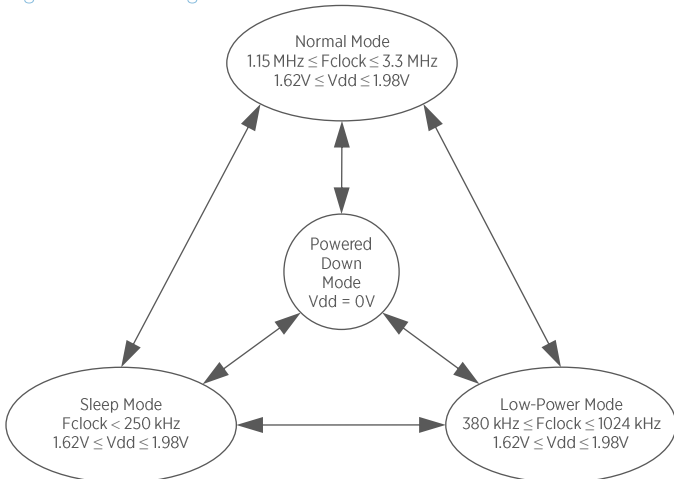 Normal Mode
1.15 MHz ≤ Fclock ≤ 3.3 MHz
1.62V ≤ Vdd ≤ 1.98V
Powered
Down
Mode
Vdd = 0V
Sleep Mode
Fclock < 250 kHz
1.62V ≤ Vdd ≤ 1.98V
Low-Power Mode
380 kHz ≤ Fclock ≤ 1024 kHz
1.62V ≤ Vdd ≤ 1.98V